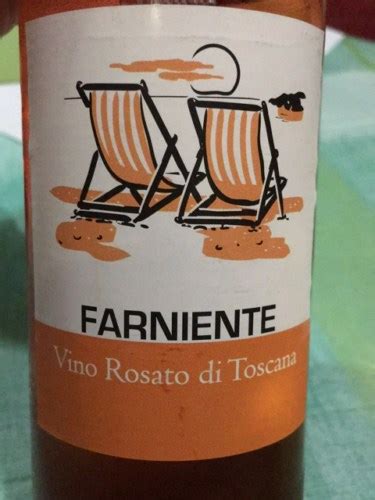 FARNIENTE
Vino Rosato di Toscana